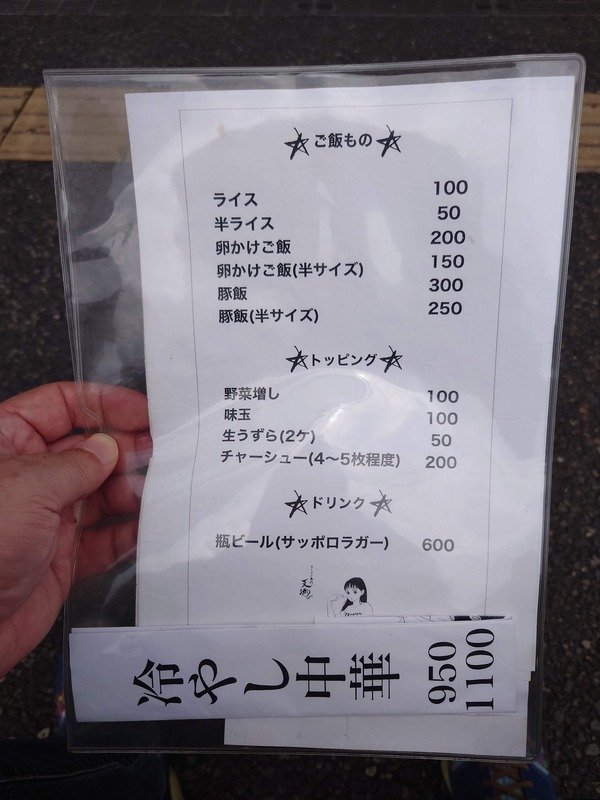 ご飯もの
ライス 100
半ライス 50
卵かけご飯 200
卵かけご飯(半サイズ) 150
豚飯 300
豚飯(半サイズ) 250
トッピング
野菜増し 100
味玉 100
生うずら(2ケ) 50
チャーシュー(4〜5枚程度) 200
ドリンク
瓶ビール(サッポロラガー) 600
冷やし中華 950
1100